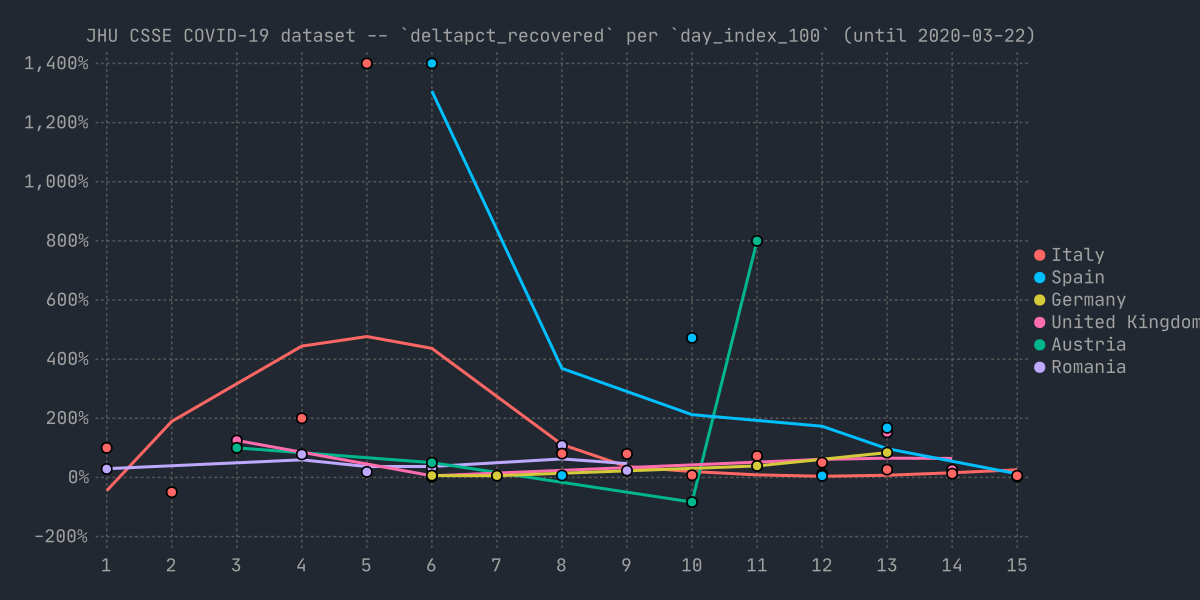 JHU CSSE COVID-19 dataset -- `deltapct_recovered` per `day_index_100` (until 2020-03-22)
1,400%
1,200%
1,000%
800%
600%
400%
200%
0%
-200%
1 2 3 4 5 6 7 8 9 10 11 12 13 14 15
Italy
Spain
Germany
United Kingdom
Austria
Romania